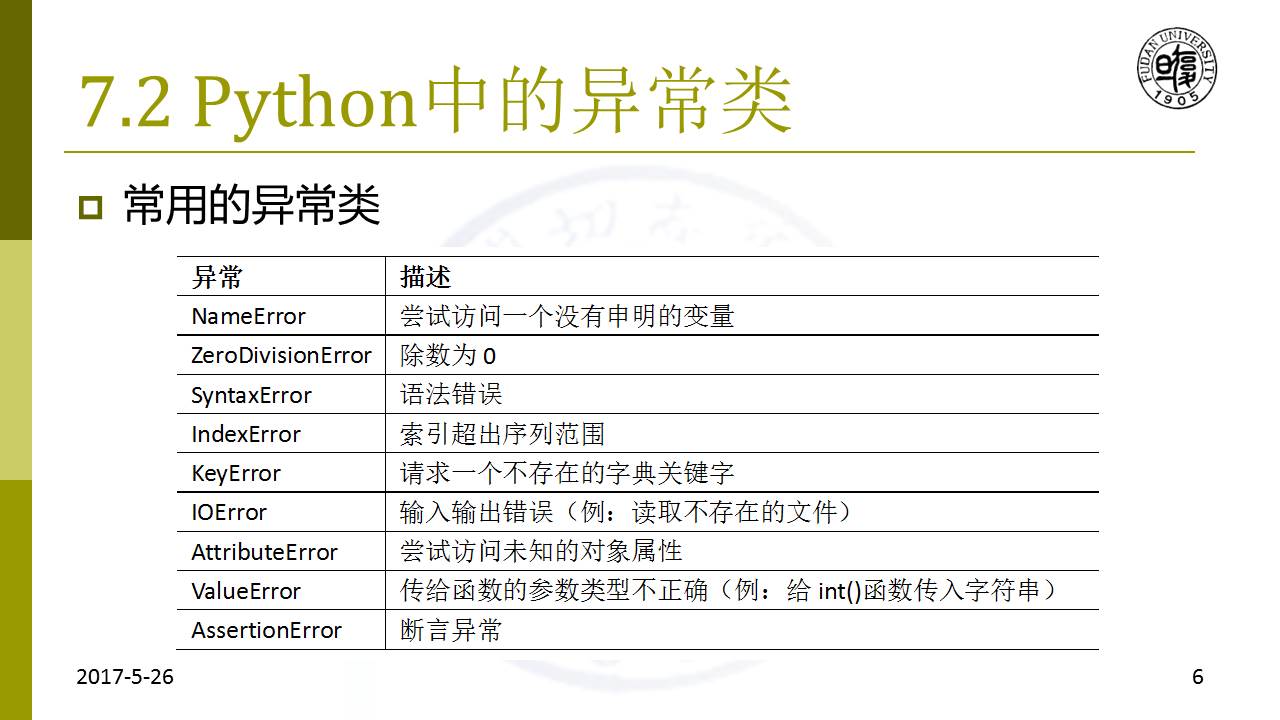 7.2 Python中的异常类
FUDAN UNIVERSITY
1905
常用的异常类
异常 描述
NameError 尝试访问一个没有申明的变量
ZeroDivisionError 除数为 0
SyntaxError 语法错误
IndexError 索引超出序列范围
KeyError 请求一个不存在的字典关键字
IOError 输入输出错误（例：读取不存在的文件）
AttributeError 尝试访问未知的对象属性
ValueError 传给函数的参数类型不正确（例：给 int()函数传入字符串）
AssertionError 断言异常
2017-5-26
6